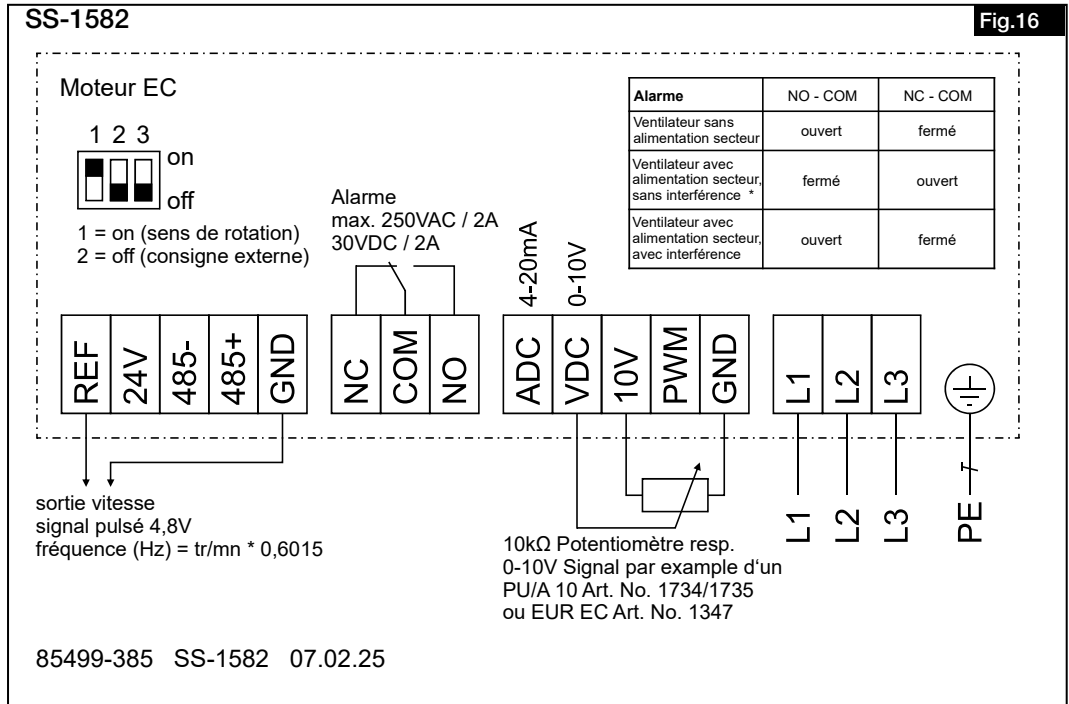 SS-1582
Fig.16
Moteur EC
1 2 3
on
off
1 = on (sens de rotation)
2 = off (consigne externe)
Alarme
max. 250VAC / 2A
30VDC / 2A
4-20mA
0-10V
Alarme NO - COM NC - COM
Ventilateur sans
alimentation secteur
ouvert fermé
Ventilateur avec
alimentation secteur,
sans interférence *
fermé ouvert
Ventilateur avec
alimentation secteur,
avec interférence
ouvert fermé
REF 24V 485- 485+ GND
NC COM NO
ADC VDC 10V PWM GND
L1 L2 L3
sortie vitesse
signal pulsé 4,8V
fréquence (Hz) = tr/mn * 0,6015
10kΩ Potentiomètre resp.
0-10V Signal par example d‘un
PU/A 10 Art. No. 1734/1735
ou EUR EC Art. No. 1347
L1 L2 L3 PE
85499-385 SS-1582 07.02.25